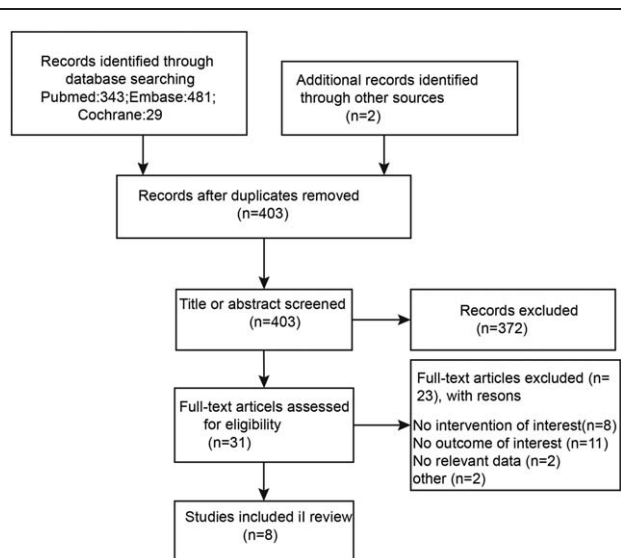 Records identified through
database searching
Pubmed:343;Embase:481;
Cochrane:29
Additional records identified
through other sources
(n=2)
Records after duplicates removed
(n=403)
Title or abstract screened
(n=403)
Records excluded
(n=372)
Full-text articels assessed
for eligibility
(n=31)
Full-text articles excluded (n=
23), with resons
No intervention of interest(n=8)
No outcome of interest (n=11)
No relevant data (n=2)
other (n=2)
Studies included iI review
(n=8)